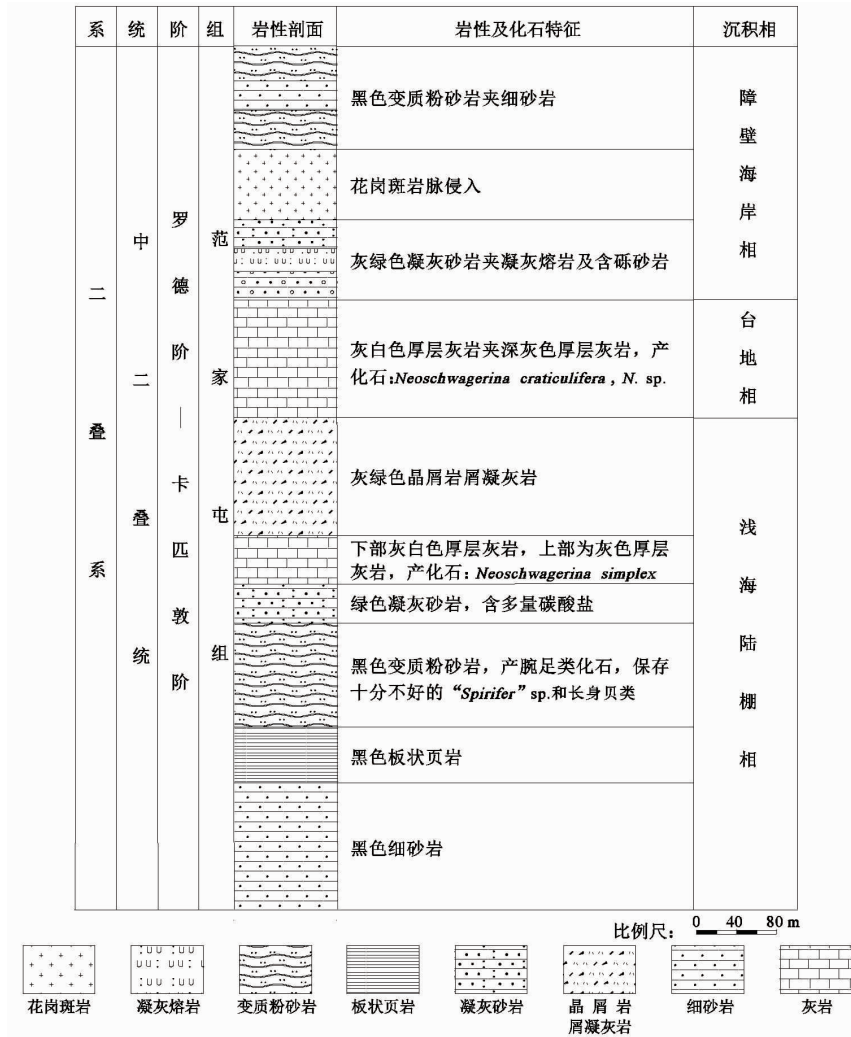 系 统 阶 组 岩性剖面 岩性及化石特征 沉积相
二叠系
中二叠统
罗德阶—卡匹敦阶
范家屯组
黑色变质粉砂岩夹细砂岩
花岗斑岩脉侵入
灰绿色凝灰砂岩夹凝灰熔岩及含砾砂岩
障壁海岸相
灰白色厚层灰岩夹深灰色厚层灰岩，产
化石：Neoschwagerina craticulifera，N. sp.
台地相
灰绿色晶屑岩屑凝灰岩
下部灰白色厚层灰岩，上部为灰色厚层
灰岩，产化石：Neoschwagerina simplex
绿色凝灰砂岩，含多量碳酸盐
黑色变质粉砂岩，产腕足类化石，保存
十分不好的“Spirifer”sp.和长身贝类
黑色板状页岩
黑色细砂岩
浅海陆棚相
比例尺： 0 40 80 m
花岗斑岩 凝灰熔岩 变质粉砂岩 板状页岩 凝灰砂岩 晶屑岩 细砂岩 灰岩
屑凝灰岩